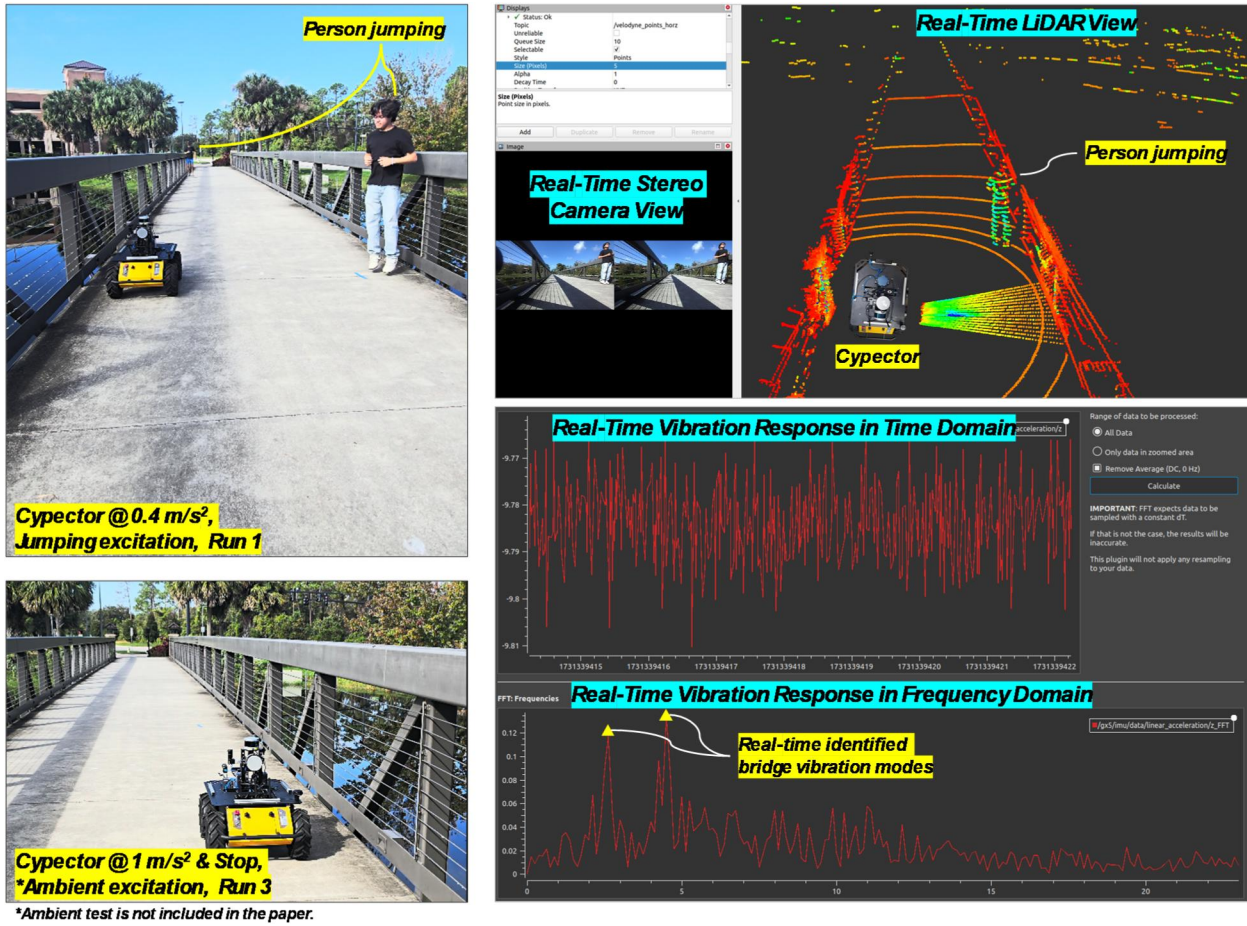 Person jumping
Cypector @ 0.4 m/s²,
Jumping excitation, Run 1
Cypector @ 1 m/s² & Stop,
*Ambient excitation, Run 3
*Ambient test is not included in the paper.
Displays
Status: Ok
Topic /velodyne_points_horz
Unreliable
Queue Size 10
Selectable
Style Points
Size (Pixels) 5
Alpha 1
Decay Time 0
Size (Pixels)
Point size in pixels.
Add Duplicate Remove Rename
Image
Real-Time Stereo
Camera View
Real-Time LiDAR View
Person jumping
Cypector
Real-Time Vibration Response in Time Domain
acceleration/z
-9.77
-9.78
-9.79
-9.8
-9.81
1731339415 1731339416 1731339417 1731339418 1731339419 1731339420 1731339421 1731339422
Range of data to be processed:
All Data
Only data in zoomed area
Remove Average (DC, 0 Hz)
Calculate
IMPORTANT: FFT expects data to be
sampled with a constant dT.
If that is not the case, the results will be
inaccurate.
This plugin will not apply any resampling
to your data.
FFT: Frequencies
Real-Time Vibration Response in Frequency Domain
/gx5/imu/data/linear_acceleration/z_FFT
Real-time identified
bridge vibration modes
0.12
0.1
0.08
0.06
0.04
0.02
0
0 5 10 15 20